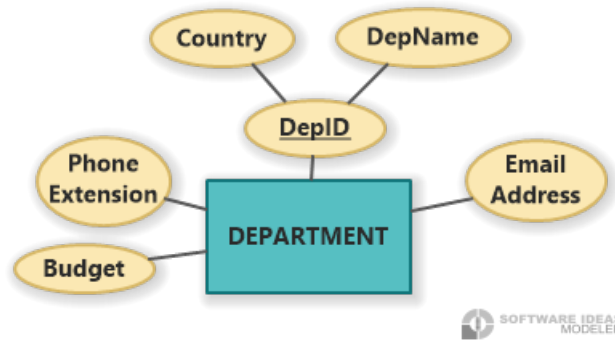 Country
DepName
DepID
Phone
Extension
Email
Address
DEPARTMENT
Budget
SOFTWARE IDEAS
MODELER